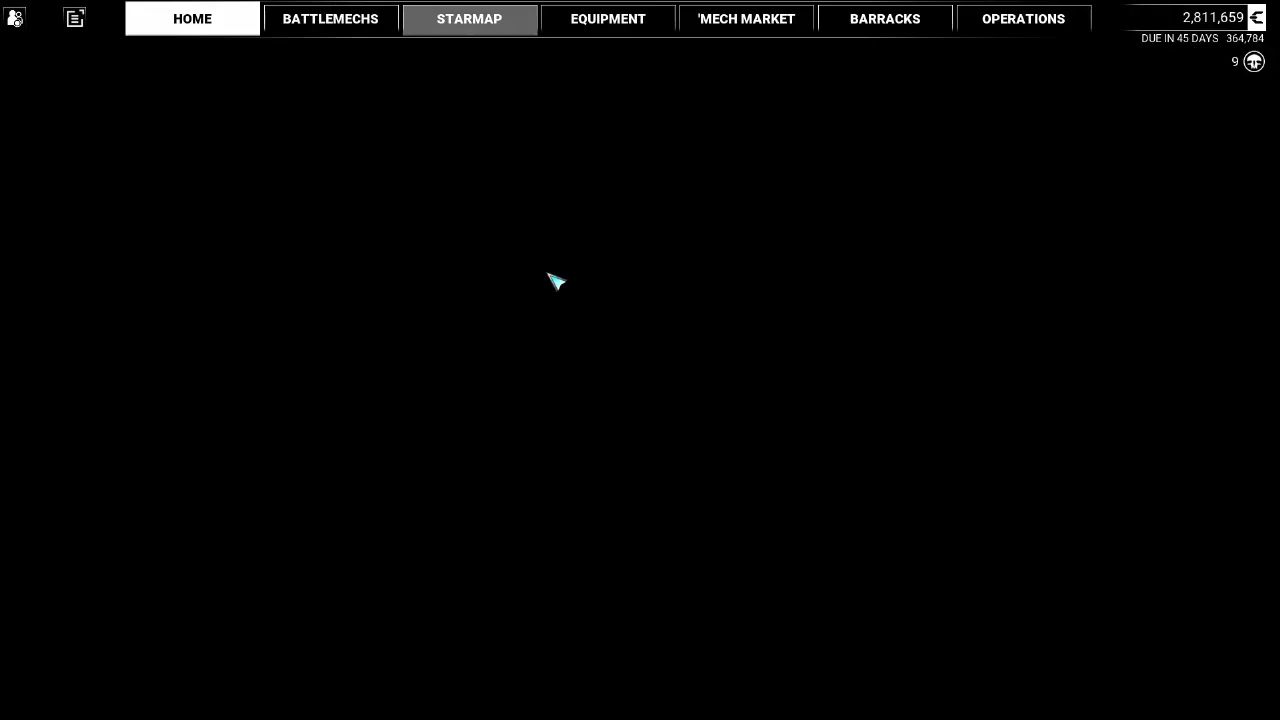 HOME
BATTLEMECHS
STARMAP
EQUIPMENT
'MECH MARKET
BARRACKS
OPERATIONS
2,811,659
DUE IN 45 DAYS 364,784
9